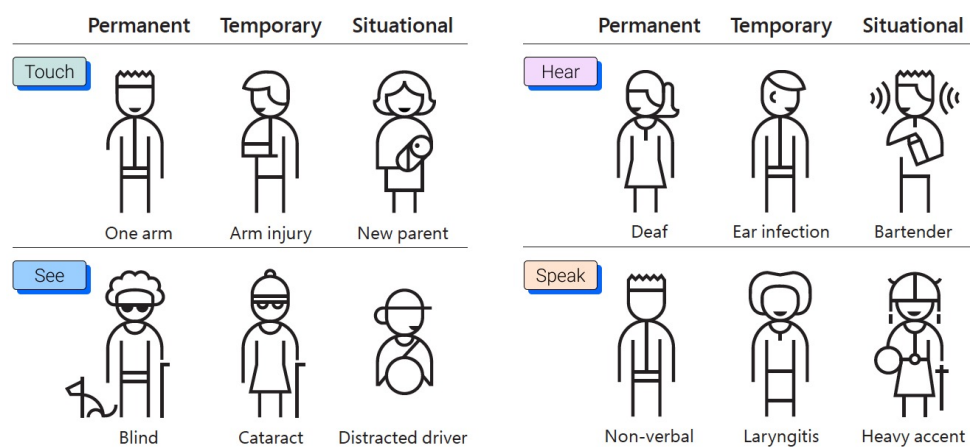 Permanent Temporary Situational
Touch
One arm Arm injury New parent
See
Blind Cataract Distracted driver
Permanent Temporary Situational
Hear
Deaf Ear infection Bartender
Speak
Non-verbal Laryngitis Heavy accent